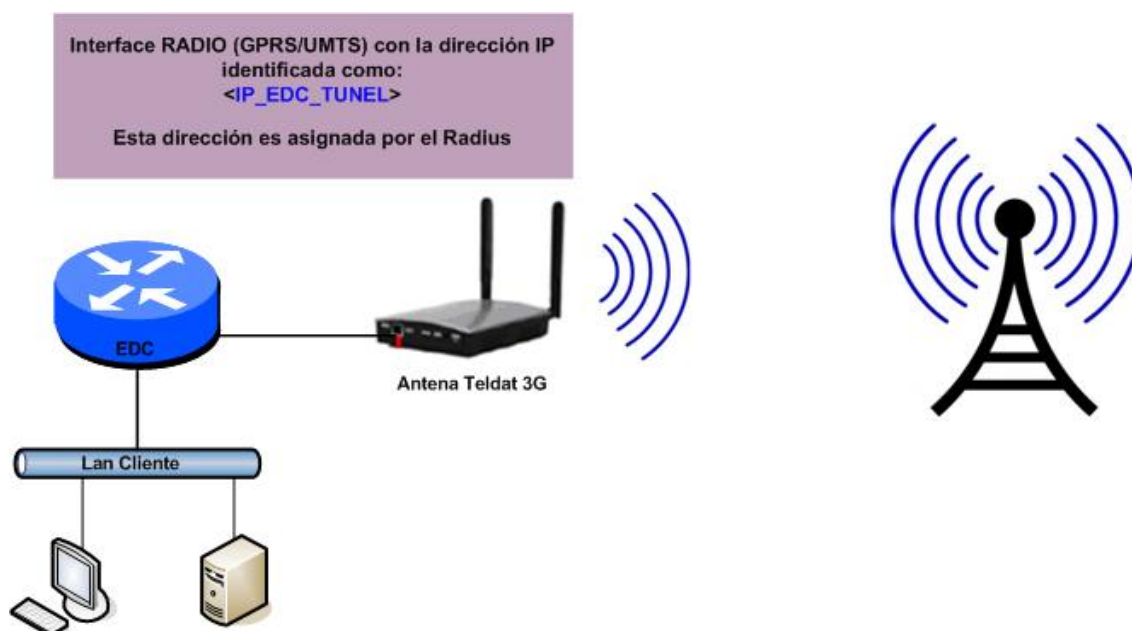 Interface RADIO (GPRS/UMTS) con la dirección IP
identificada como:
<IP_EDC_TUNEL>
Esta dirección es asignada por el Radius
EDC
Antena Teldat 3G
Lan Cliente